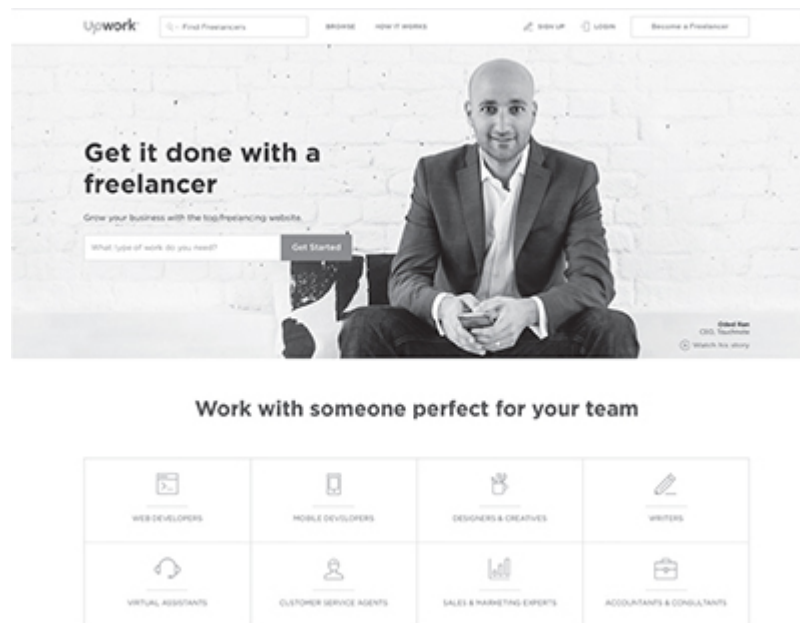 Upwork
Find Freelancers
BROWSE
HOW IT WORKS
SIGN UP
LOGIN
Become a Freelancer
Get it done with a
freelancer
Grow your business with the top freelancing website.
What type of work do you need?
Get Started
CEO, Touchnote
Watch his story
Work with someone perfect for your team
WEB DEVELOPERS
MOBILE DEVELOPERS
DESIGNERS & CREATIVES
WRITERS
VIRTUAL ASSISTANTS
CUSTOMER SERVICE AGENTS
SALES & MARKETING EXPERTS
ACCOUNTANTS & CONSULTANTS